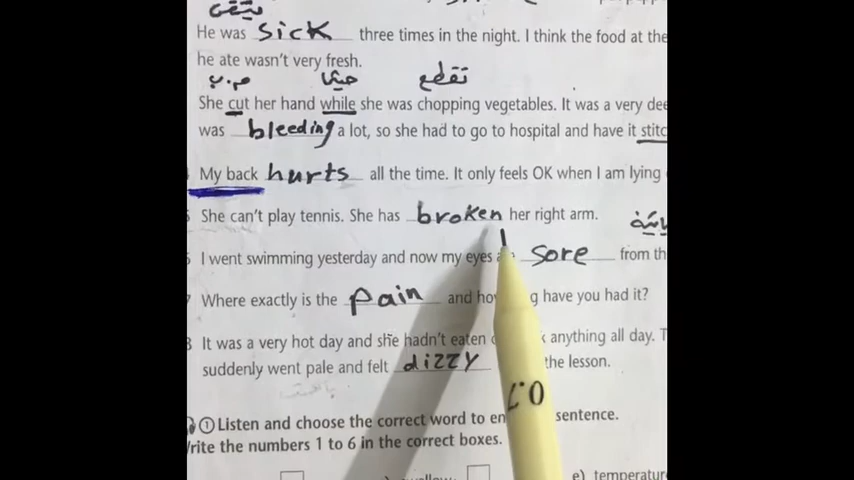 He was sick three times in the night. I think the food at the
he ate wasn't very fresh.
تقطع
She cut her hand while she was chopping vegetables. It was a very dee
was bleeding a lot, so she had to go to hospital and have it stitc
My back hurts all the time. It only feels OK when I am lying
She can't play tennis. She has broken her right arm.
I went swimming yesterday and now my eyes sore from th
Where exactly is the pain and ho g have you had it?
It was a very hot day and she hadn't eaten anything all day. T
suddenly went pale and felt dizzy the lesson.
0.7
1 Listen and choose the correct word to en sentence.
Write the numbers 1 to 6 in the correct boxes.
e) temperatur